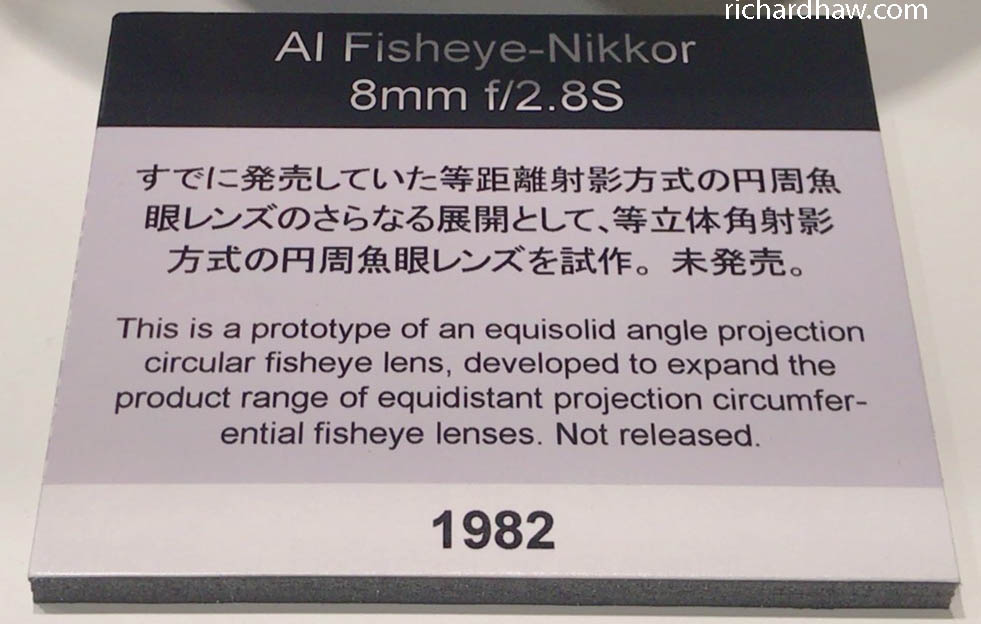 richardhaw.com
AI Fisheye-Nikkor
8mm f/2.8S
すでに発売していた等距離射影方式の円周魚
眼レンズのさらなる展開として、等立体角射影
方式の円周魚眼レンズを試作。未発売。
This is a prototype of an equisolid angle projection
circular fisheye lens, developed to expand the
product range of equidistant projection circumfer-
ential fisheye lenses. Not released.
1982